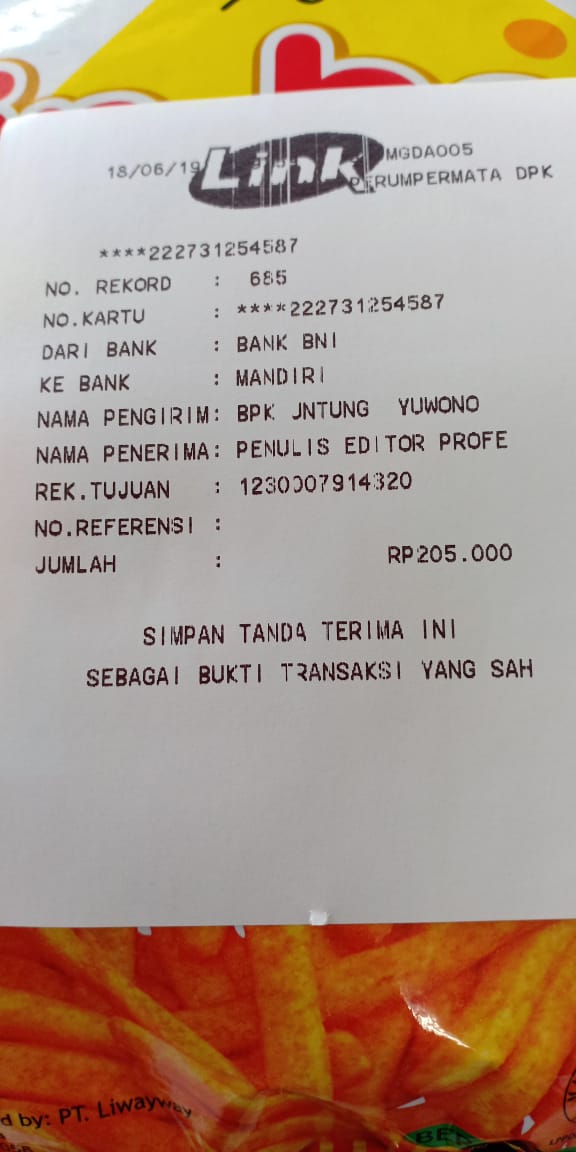 18/06/19 Link MGDA005
PERUMPERMATA DPK
****222731254587
NO. REKORD : 685
NO.KARTU : ****222731254587
DARI BANK : BANK BNI
KE BANK : MANDIRI
NAMA PENGIRIM: BPK JNTUNG YUWONO
NAMA PENERIMA: PENULIS EDITOR PROFE
REK.TUJUAN : 1230007914320
NO.REFERENSI :
JUMLAH : RP205.000
SIMPAN TANDA TERIMA INI
SEBAGAI BUKTI TRANSAKSI YANG SAH
d by: PT. Liwayway